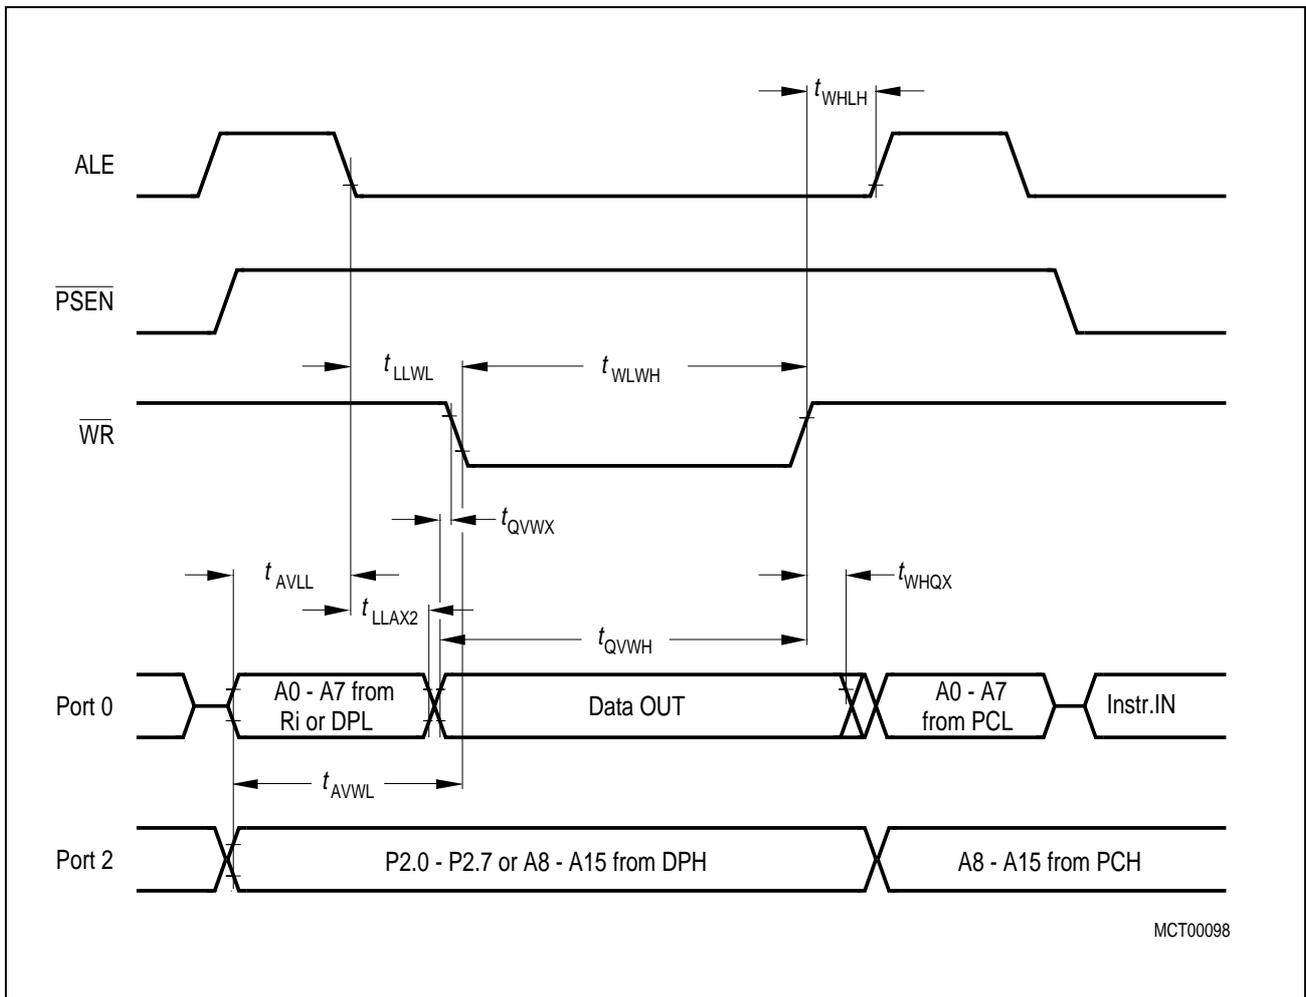 t WHLH
ALE
PSEN
t LLWL
t WLWH
WR
t QVWX
t AVLL
t WHQX
t LLAX2
t QVWH
Port 0
A0 - A7 from
Ri or DPL
Data OUT
A0 - A7
from PCL
Instr.IN
t AVWL
Port 2
P2.0 - P2.7 or A8 - A15 from DPH
A8 - A15 from PCH
MCT00098